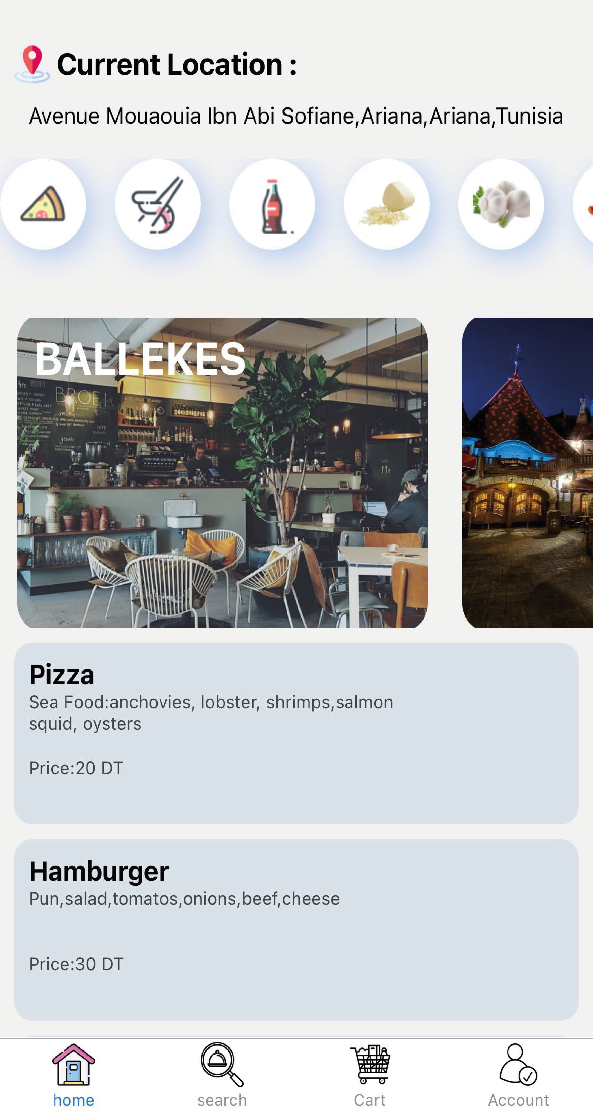 Current Location :
Avenue Mouaouia Ibn Abi Sofiane,Ariana,Ariana,Tunisia
BALLEKES
BROE
Pizza
Sea Food:anchovies, lobster, shrimps,salmon
squid, oysters
Price:20 DT
Hamburger
Pun,salad,tomatos,onions,beef,cheese
Price:30 DT
home
search
Cart
Account